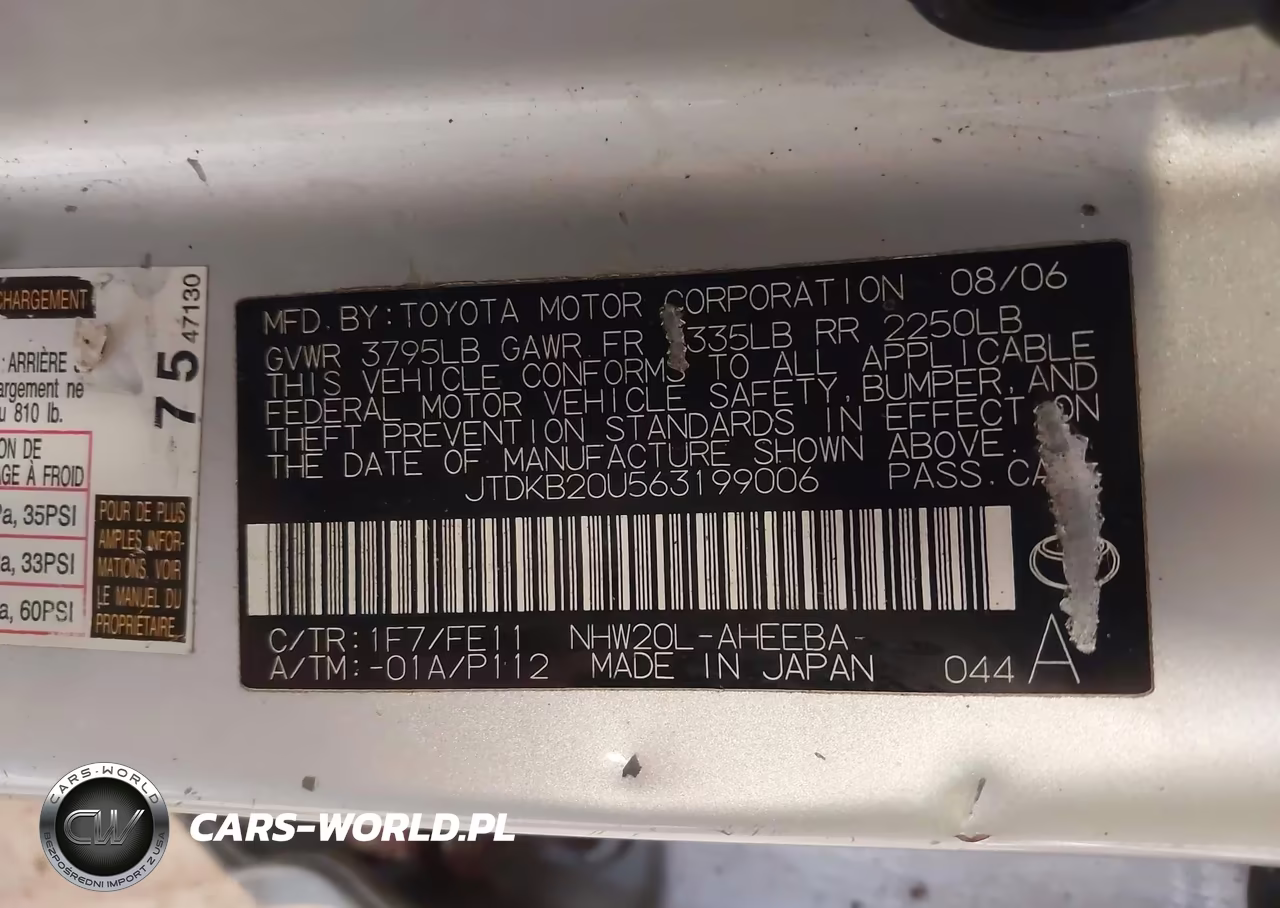 CHARGEMENT
ARRIÈRE
argement ne
u 810 lb.
ON DE
AGE À FROID
Pa, 35PSI
a, 33PSI
a, 60PSI
75
47130
POUR DE PLUS
AMPLES INFOR-
MATIONS, VOIR
LE MANUEL DU
PROPRIÉTAIRE.
MFD. BY: TOYOTA MOTOR CORPORATION 08/06
GVWR 3795LB GAWR FR 335LB RR 2250LB
THIS VEHICLE CONFORMS TO ALL APPLICABLE
FEDERAL MOTOR VEHICLE SAFETY, BUMPER, AND
THEFT PREVENTION STANDARDS IN EFFECT ON
THE DATE OF MANUFACTURE SHOWN ABOVE.
JTDKB20U563199006 PASS. CA
C/TR: 1F7/FE11 NHW20L-AHEEBA-
A/TM: -01A/P112 MADE IN JAPAN 044 A
CARS-WORLD
CW
BEZPOŚREDNI IMPORT Z USA
CARS-WORLD.PL